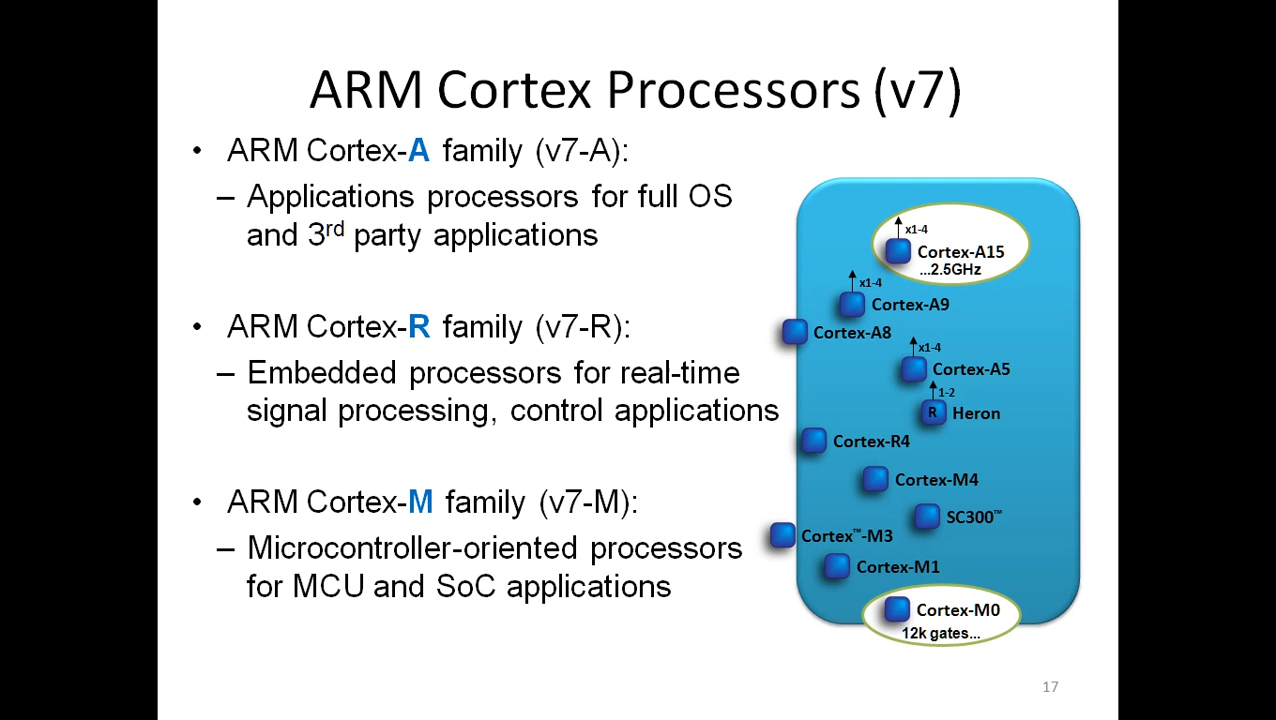 ARM Cortex Processors (v7)
• ARM Cortex-A family (v7-A):
– Applications processors for full OS
and 3rd party applications
• ARM Cortex-R family (v7-R):
– Embedded processors for real-time
signal processing, control applications
• ARM Cortex-M family (v7-M):
– Microcontroller-oriented processors
for MCU and SoC applications
x1-4
Cortex-A15
...2.5GHz
x1-4
Cortex-A9
Cortex-A8
x1-4
Cortex-A5
1-2
R Heron
Cortex-R4
Cortex-M4
SC300™
Cortex™-M3
Cortex-M1
Cortex-M0
12k gates...
17